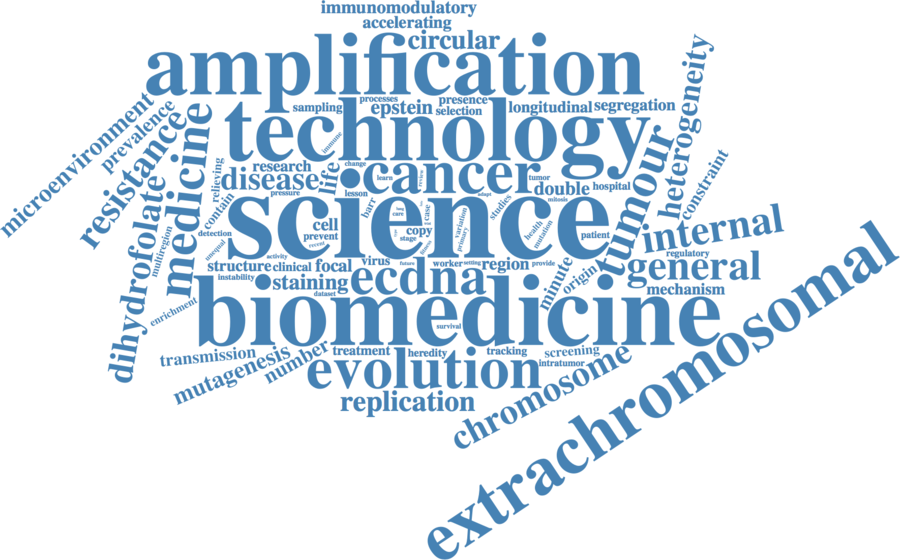 immunomodulatory
accelerating
circular
amplification
heterogeneity
microenvironment
prevalence
resistance
medicine
sampling
processes
epstein
presence
selection
longitudinal
segregation
technology
immune
research
disease
life
change
cancer
review
tumor
double
hospital
tumour
constraint
relieving
contain
pressure
lesson
learn
adapt
mitosis
studies
science
barr
lung
care
case
copy
stage
variation
primary
health
mutation
patient
internal
dihydrofolate
multiregion
detection
unequal
cell
prevent
recent
activity
structure
clinical
focal
virus
future
worker
setting
region
provide
regulatory
general
mechanism
instability
staining
dataset
ecdna
minute
origin
enrichment
biomedicine
survival
extrachromosomal
transmission
mutagenesis
number
treatment
heredity
tracking
screening
intratumor
evolution
chromosome
replication